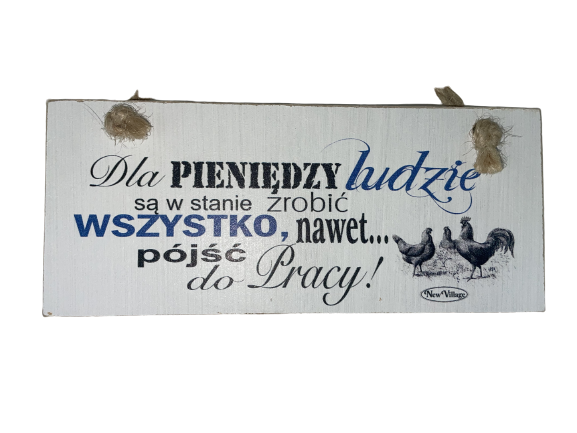 Dla PIENIĘDZY ludzie
są w stanie zrobić
WSZYSTKO, nawet...
pójść
do Pracy!
New Village